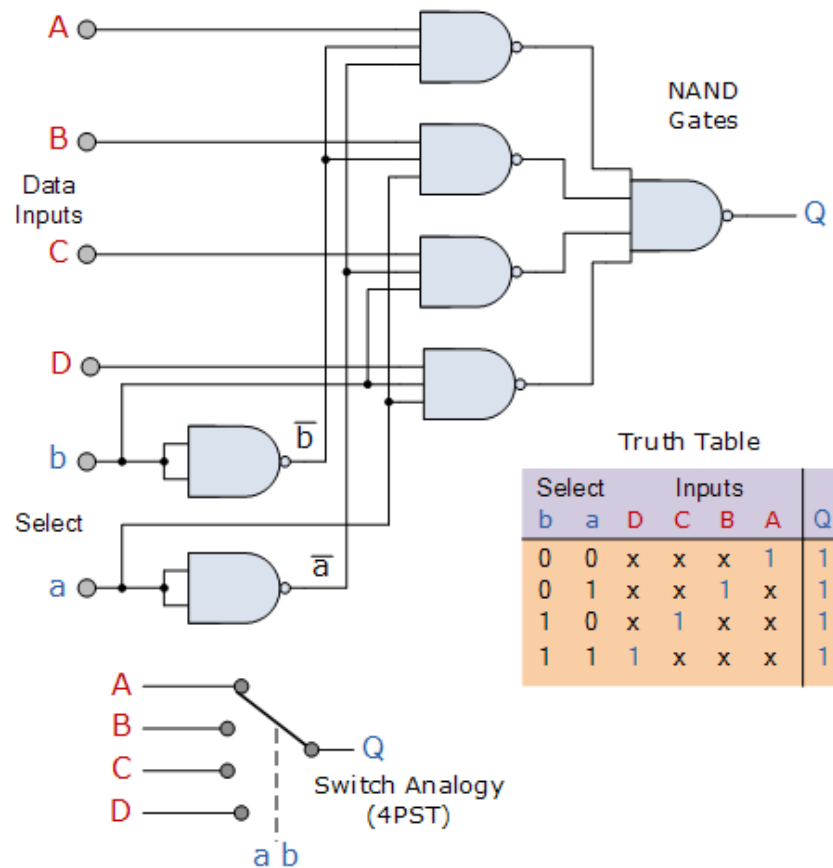 A
NAND
Gates
B
Data
Inputs
Q
C
D
b̅
b
Truth Table
Select
Select Inputs
b a D C B A Q
a̅
a
0 0 x x x 1 1
0 1 x x 1 x 1
1 0 x 1 x x 1
1 1 1 x x x 1
A
B
Q
C
Switch Analogy
(4PST)
D
a b